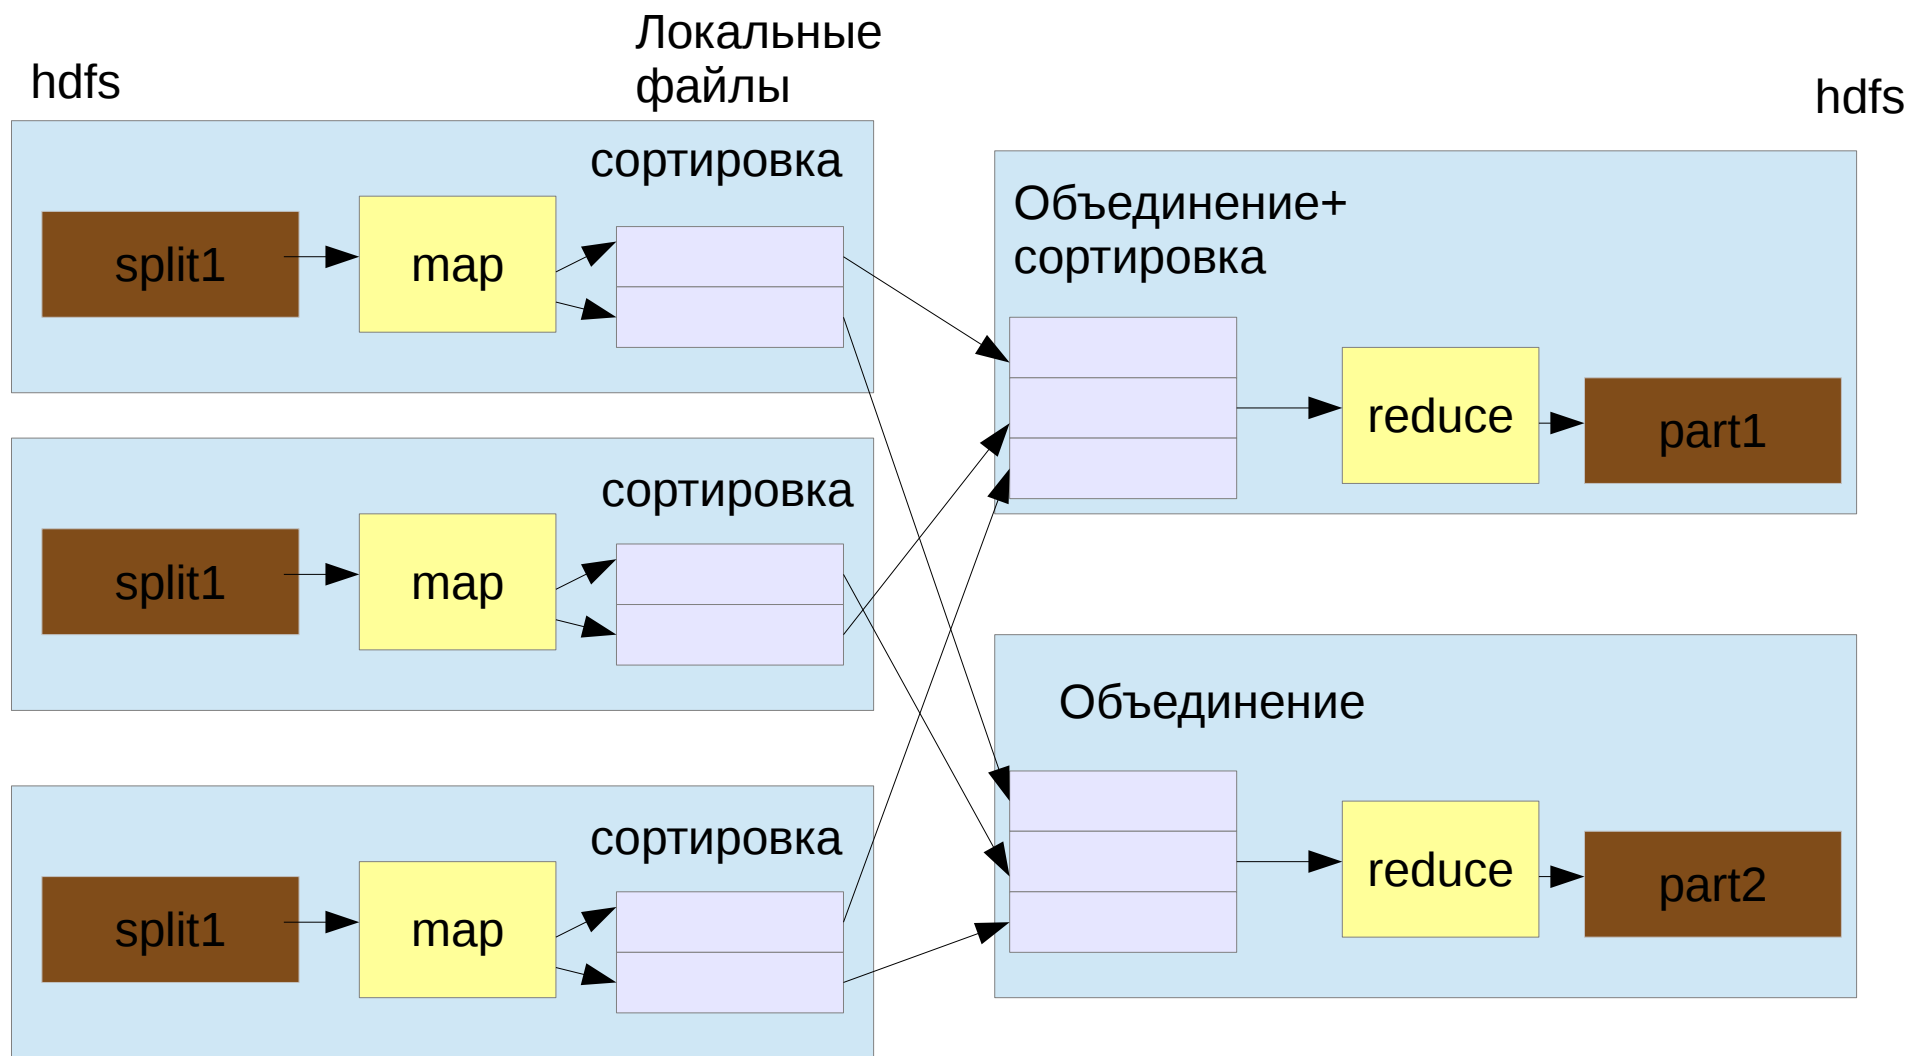 Локальные
файлы
hdfs
hdfs
сортировка
split1
map
Объединение+
сортировка
reduce
part1
сортировка
split1
map
Объединение
reduce
part2
сортировка
split1
map